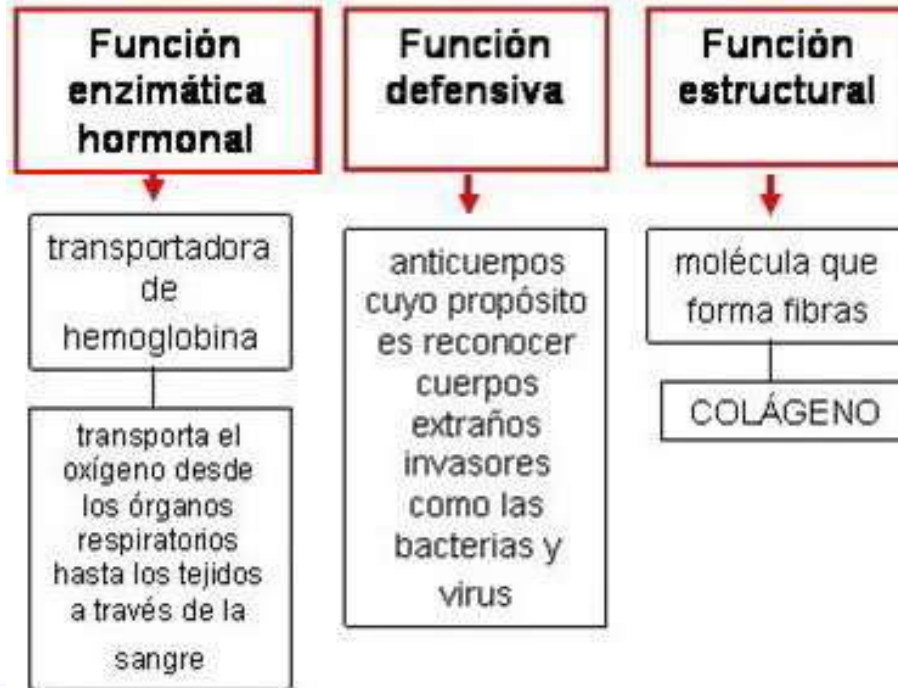 Función
enzimática
hormonal
transportadora
de
hemoglobina
transporta el
oxígeno desde
los órganos
respiratorios
hasta los tejidos
a través de la
sangre
Función
defensiva
anticuerpos
cuyo propósito
es reconocer
cuerpos
extraños
invasores
como las
bacterias y
virus
Función
estructural
molécula que
forma fibras
COLÁGENO